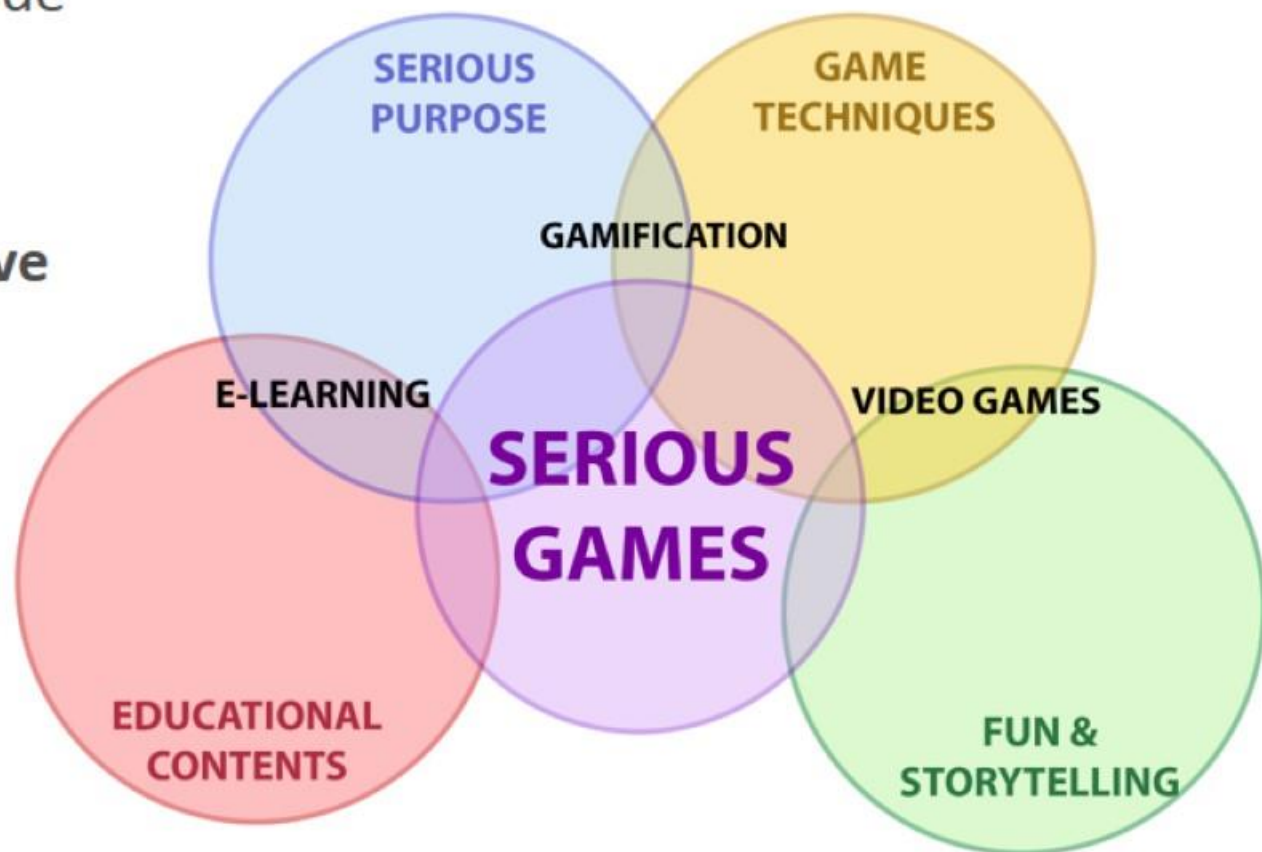 SERIOUS
PURPOSE
GAME
TECHNIQUES
GAMIFICATION
E-LEARNING
VIDEO GAMES
SERIOUS
GAMES
EDUCATIONAL
CONTENTS
FUN &
STORYTELLING